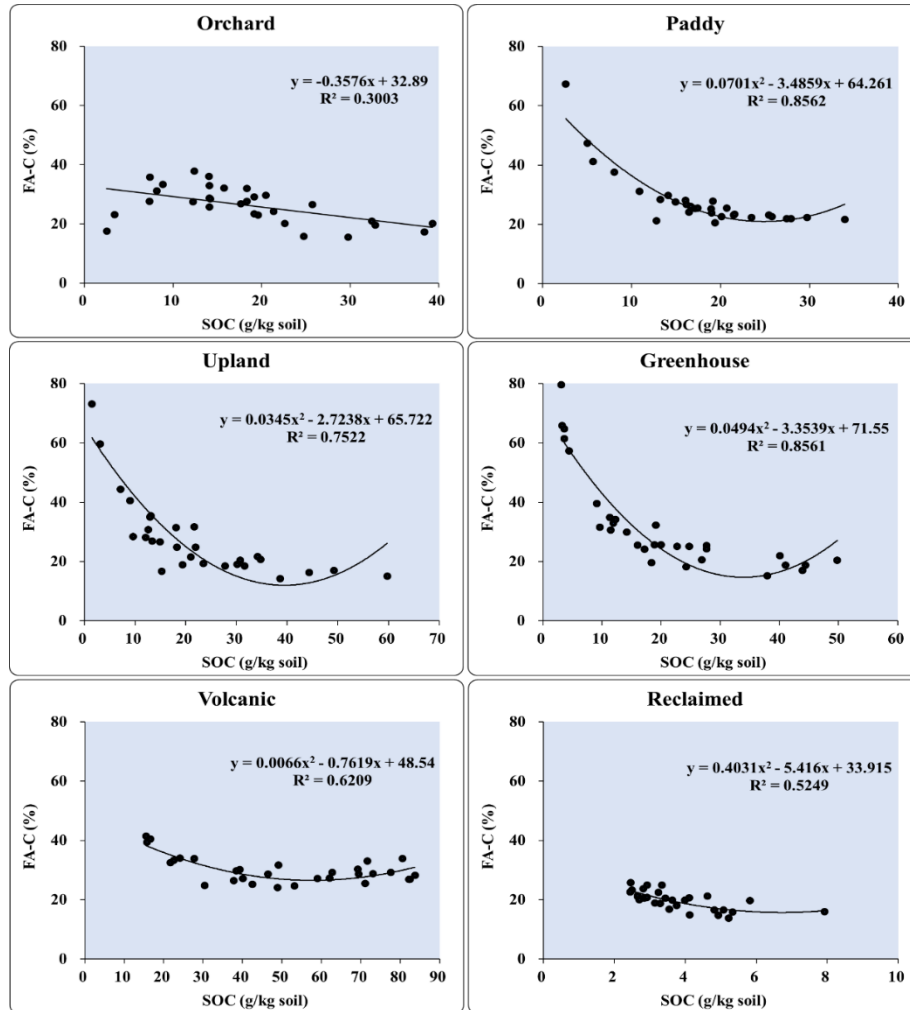 Orchard
80
y = -0.3576x + 32.89
R² = 0.3003
60
FA-C (%)
40
20
0
0 10 20 30 40
SOC (g/kg soil)
Paddy
80
y = 0.0701x² - 3.4859x + 64.261
R² = 0.8562
60
FA-C (%)
40
20
0
0 10 20 30 40
SOC (g/kg soil)
Upland
80
y = 0.0345x² - 2.7238x + 65.722
R² = 0.7522
60
FA-C (%)
40
20
0
0 10 20 30 40 50 60 70
SOC (g/kg soil)
Greenhouse
80
y = 0.0494x² - 3.3539x + 71.55
R² = 0.8561
60
FA-C (%)
40
20
0
0 10 20 30 40 50 60
SOC (g/kg soil)
Volcanic
80
y = 0.0066x² - 0.7619x + 48.54
R² = 0.6209
60
FA-C (%)
40
20
0
0 10 20 30 40 50 60 70 80 90
SOC (g/kg soil)
Reclaimed
80
y = 0.4031x² - 5.416x + 33.915
R² = 0.5249
60
FA-C (%)
40
20
0
0 2 4 6 8 10
SOC (g/kg soil)